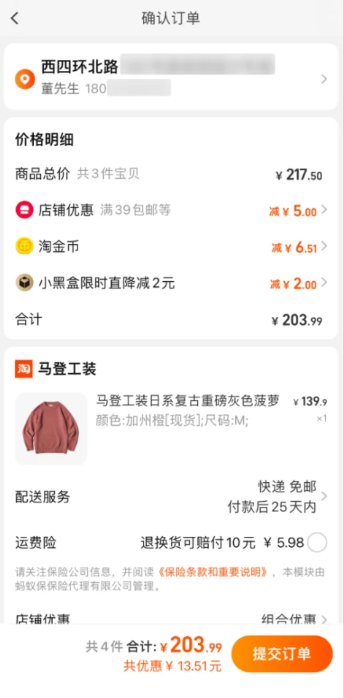 确认订单
西四环北路
董先生 180
价格明细
商品总价 共3件宝贝 ¥217.50
店铺优惠 满39包邮等 减¥5.00
淘金币 减¥6.51
小黑盒限时直降减2元 减¥2.00
合计 ¥203.99
淘 马登工装
马登工装日系复古重磅灰色菠萝 ¥139.9
颜色:加州橙[现货];尺码:M; ×1
配送服务 快递 免邮
付款后25天内
运费险 退换货可赔付10元 ¥5.98
请关注保险公司信息，并阅读《保险条款和重要说明》，本模块由
蚂蚁保保险代理有限公司管理。
店铺优惠 组合优惠
共4件 合计:¥203.99
共优惠¥13.51元
提交订单